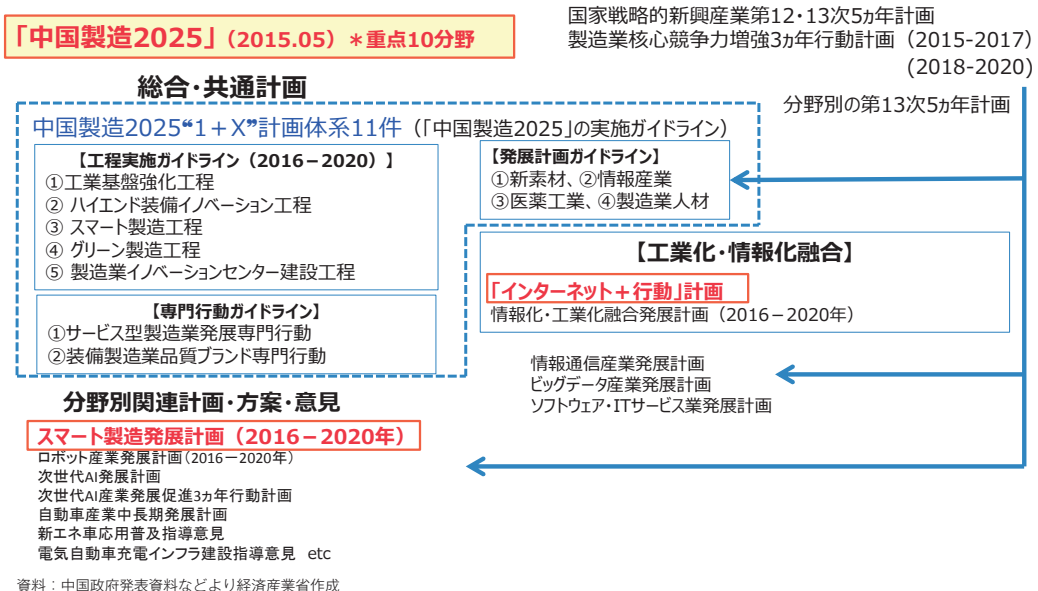 「中国製造2025」（2015.05）＊重点10分野
国家戦略的新興産業第12・13次5ヵ年計画
製造業核心競争力増強3ヵ年行動計画（2015-2017）
(2018-2020)
分野別の第13次5ヵ年計画
総合・共通計画
中国製造2025“1＋X”計画体系11件（「中国製造2025」の実施ガイドライン）
【工程実施ガイドライン（2016－2020）】
①工業基盤強化工程
② ハイエンド装備イノベーション工程
③ スマート製造工程
④ グリーン製造工程
⑤ 製造業イノベーションセンター建設工程
【専門行動ガイドライン】
①サービス型製造業発展専門行動
②装備製造業品質ブランド専門行動
【発展計画ガイドライン】
①新素材、②情報産業
③医薬工業、④製造業人材
【工業化・情報化融合】
「インターネット＋行動」計画
情報化・工業化融合発展計画（2016－2020年）
情報通信産業発展計画
ビッグデータ産業発展計画
ソフトウェア・ITサービス業発展計画
分野別関連計画・方案・意見
スマート製造発展計画（2016－2020年）
ロボット産業発展計画（2016－2020年）
次世代AI発展計画
次世代AI産業発展促進3ヵ年行動計画
自動車産業中長期発展計画
新エネ車応用普及指導意見
電気自動車充電インフラ建設指導意見 etc
資料：中国政府発表資料などより経済産業省作成